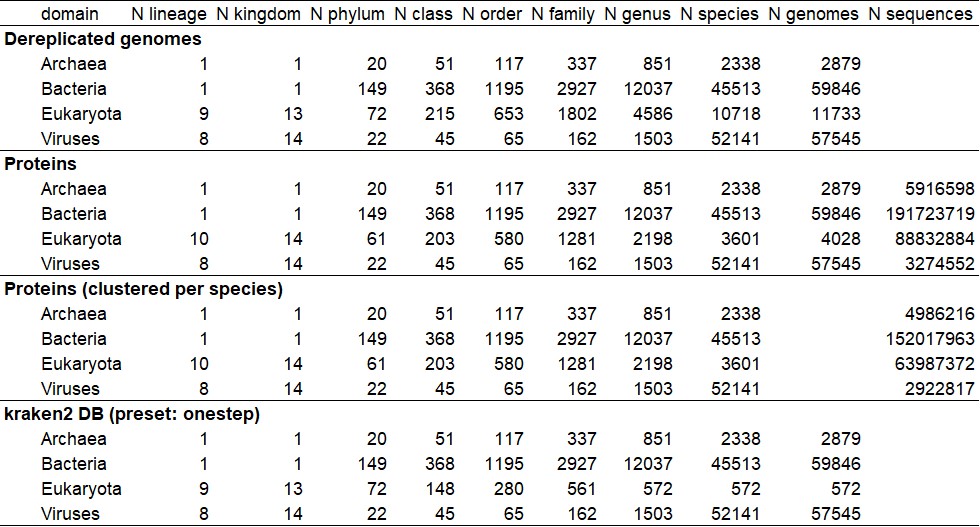 domain N lineage N kingdom N phylum N class N order N family N genus N species N genomes N sequences
Dereplicated genomes
Archaea 1 1 20 51 117 337 851 2338 2879
Bacteria 1 1 149 368 1195 2927 12037 45513 59846
Eukaryota 9 13 72 215 653 1802 4586 10718 11733
Viruses 8 14 22 45 65 162 1503 52141 57545
Proteins
Archaea 1 1 20 51 117 337 851 2338 2879 5916598
Bacteria 1 1 149 368 1195 2927 12037 45513 59846 191723719
Eukaryota 10 14 61 203 580 1281 2198 3601 4028 88832884
Viruses 8 14 22 45 65 162 1503 52141 57545 3274552
Proteins (clustered per species)
Archaea 1 1 20 51 117 337 851 2338 4986216
Bacteria 1 1 149 368 1195 2927 12037 45513 152017963
Eukaryota 10 14 61 203 580 1281 2198 3601 63987372
Viruses 8 14 22 45 65 162 1503 52141 2922817
kraken2 DB (preset: onestep)
Archaea 1 1 20 51 117 337 851 2338 2879
Bacteria 1 1 149 368 1195 2927 12037 45513 59846
Eukaryota 9 13 72 148 280 561 572 572 572
Viruses 8 14 22 45 65 162 1503 52141 57545